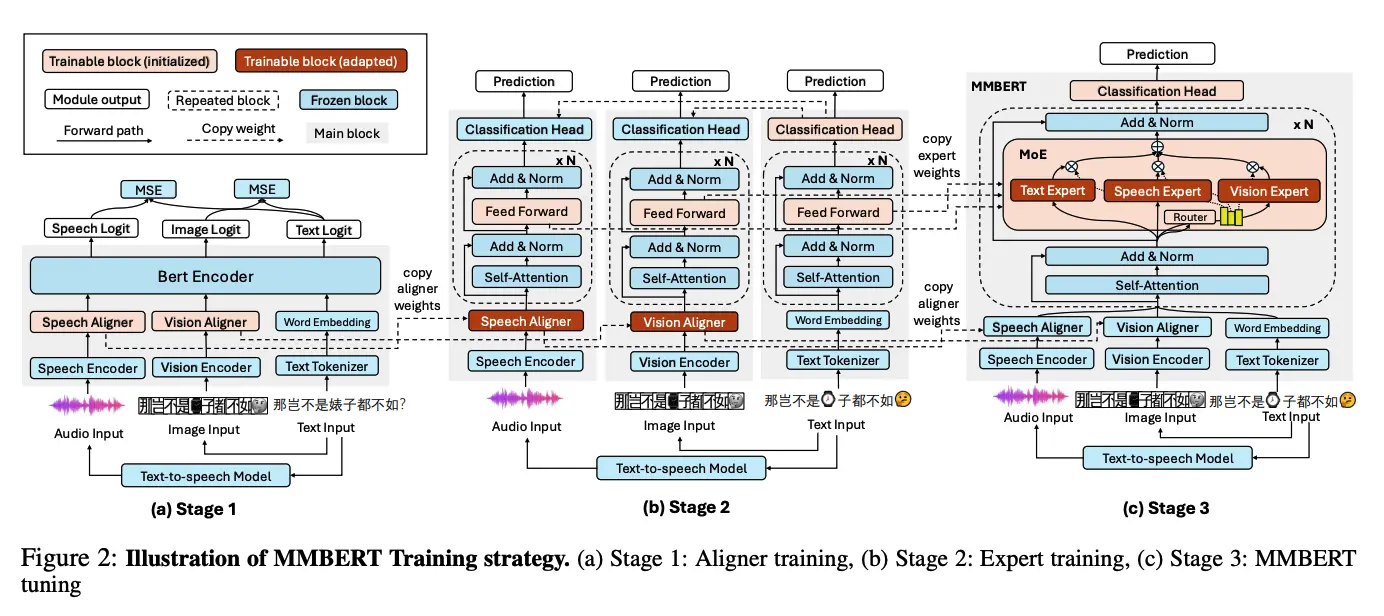 Trainable block (initialized)
Trainable block (adapted)
Module output
Repeated block
Frozen block
Forward path
Copy weight
Main block
MSE
MSE
Speech Logit
Image Logit
Text Logit
Bert Encoder
Speech Aligner
Vision Aligner
Word Embedding
Speech Encoder
Vision Encoder
Text Tokenizer
那岂不是⬛子都不如🤔
那岂不是婊子都不如?
Audio Input
Image Input
Text Input
Text-to-speech Model
(a) Stage 1
copy
aligner
weights
Prediction
Prediction
Prediction
Classification Head
Classification Head
Classification Head
x N
x N
x N
Add & Norm
Add & Norm
Add & Norm
Feed Forward
Feed Forward
Feed Forward
Add & Norm
Add & Norm
Add & Norm
Self-Attention
Self-Attention
Self-Attention
Speech Aligner
Vision Aligner
Word Embedding
Speech Encoder
Vision Encoder
Text Tokenizer
那岂不是⬛子都不如🤔
那岂不是⌚子都不如🤔
Audio Input
Image Input
Text Input
Text-to-speech Model
(b) Stage 2
copy
expert
weights
copy
aligner
weights
Prediction
MMBERT
Classification Head
Add & Norm
x N
MoE
Text Expert
Speech Expert
Vision Expert
Router
Add & Norm
Self-Attention
Speech Aligner
Vision Aligner
Word Embedding
Speech Encoder
Vision Encoder
Text Tokenizer
那岂不是⬛子都不如🤔
那岂不是⌚子都不如🤔
Audio Input
Image Input
Text Input
Text-to-speech Model
(c) Stage 3
Figure 2: Illustration of MMBERT Training strategy. (a) Stage 1: Aligner training, (b) Stage 2: Expert training, (c) Stage 3: MMBERT
tuning